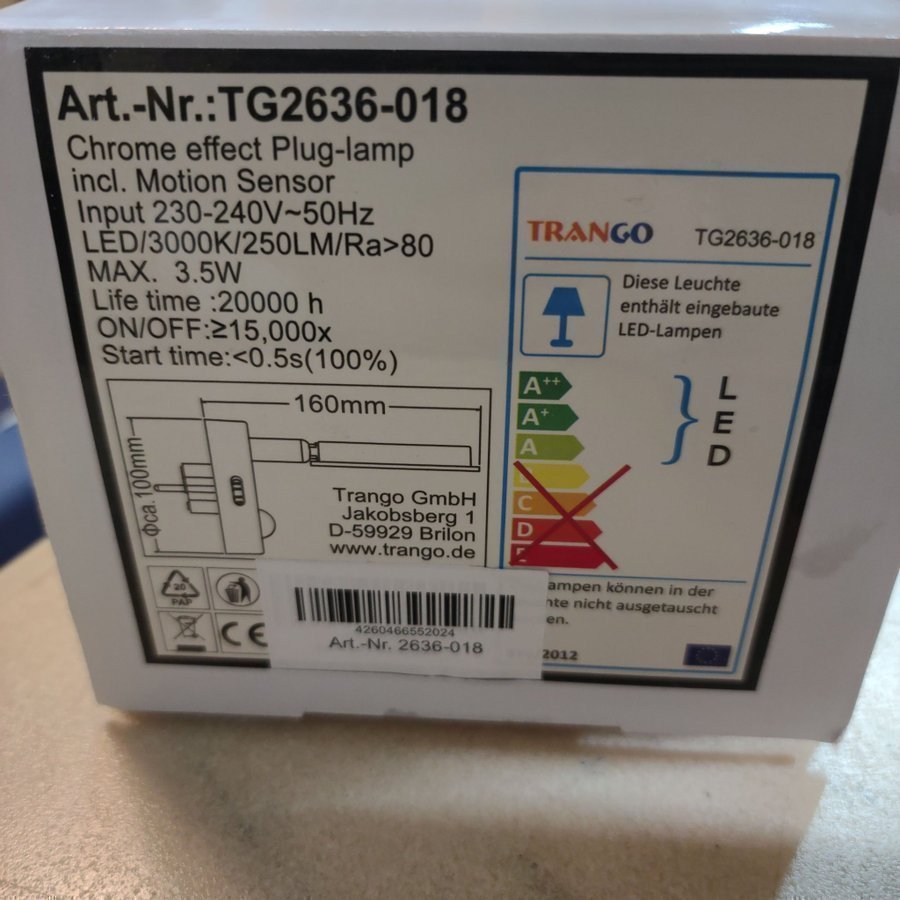 Art.-Nr.:TG2636-018
Chrome effect Plug-lamp
incl. Motion Sensor
Input 230-240V~50Hz
LED/3000K/250LM/Ra>80
MAX. 3.5W
Life time :20000 h
ON/OFF:≥15,000x
Start time:<0.5s(100%)
160mm
Φca.100mm
Trango GmbH
Jakobsberg 1
D-59929 Brilon
www.trango.de
20
PAP
CE
4260466552024
Art.-Nr. 2636-018
TRANGO TG2636-018
Diese Leuchte
enthält eingebaute
LED-Lampen
A++
A+
A
C
D
L
E
D
ampen können in der
nte nicht ausgetauscht
en.
2012